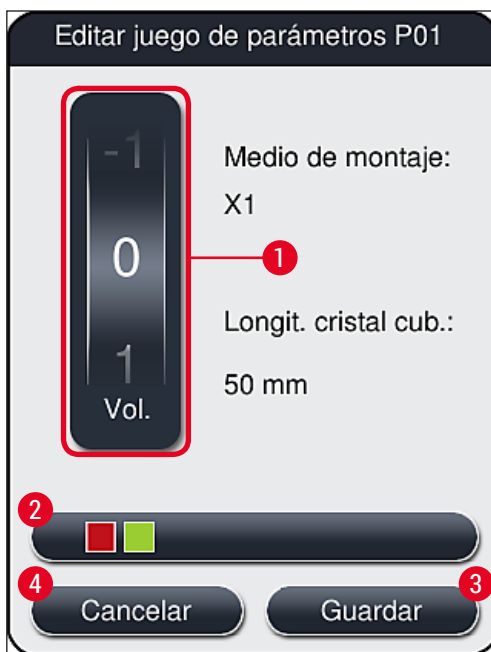 Editar juego de parámetros P01
-1
0
1
Vol.
1
Medio de montaje:
X1
Longit. cristal cub.:
50 mm
2
4
Cancelar
3
Guardar